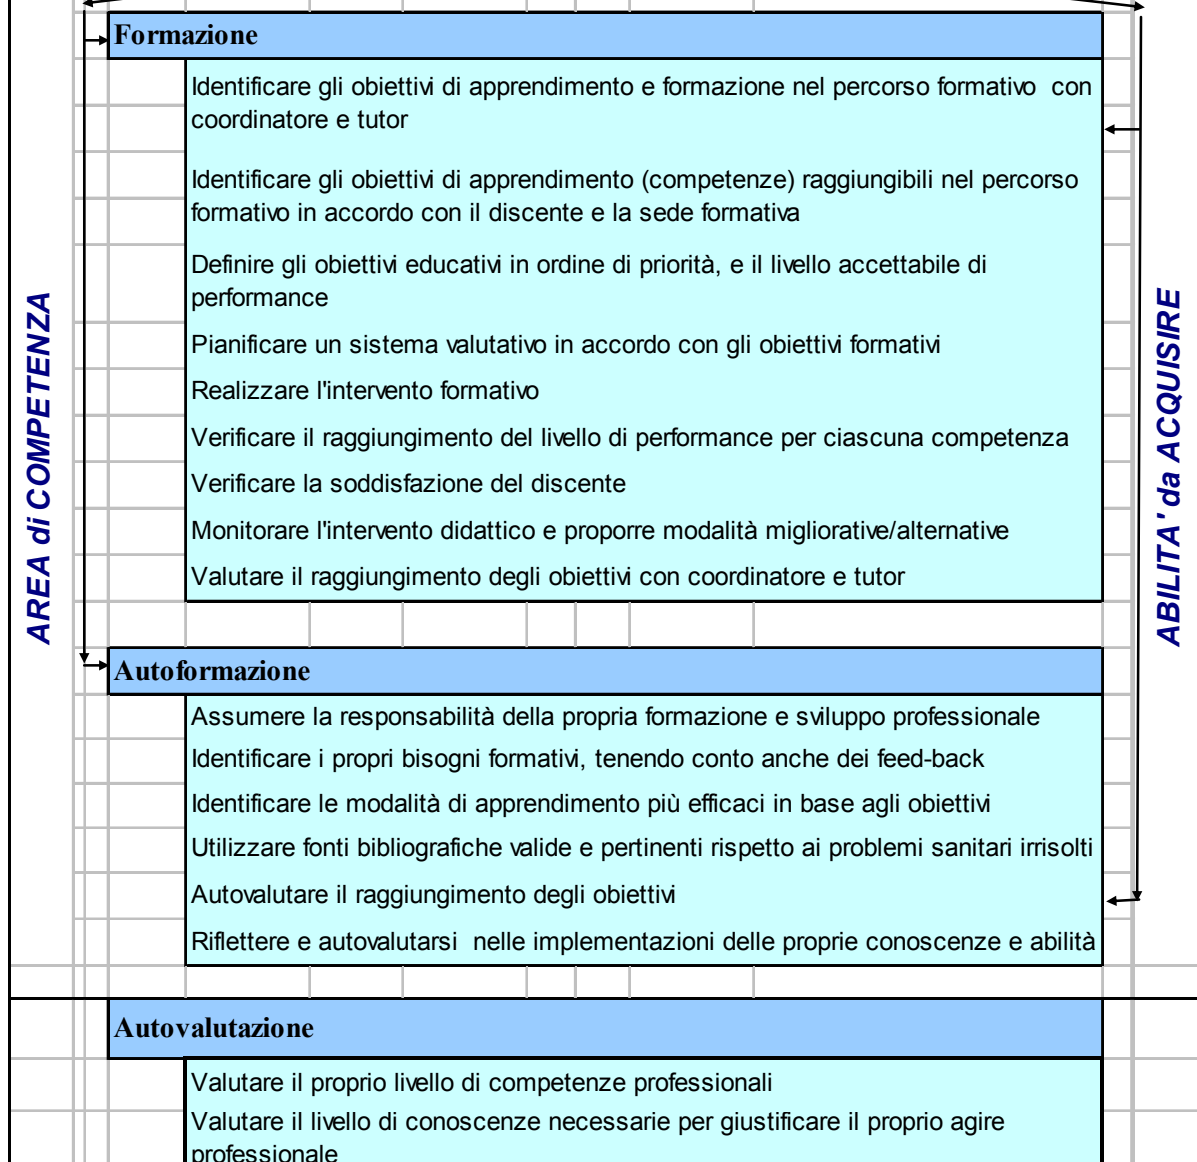 Formazione
Identificare gli obiettivi di apprendimento e formazione nel percorso formativo  con
coordinatore e tutor
Identificare gli obiettivi di apprendimento (competenze) raggiungibili nel percorso
formativo in accordo con il discente e la sede formativa
Definire gli obiettivi educativi in ordine di priorità, e il livello accettabile di
performance
Pianificare un sistema valutativo in accordo con gli obiettivi formativi
Realizzare l'intervento formativo
Verificare il raggiungimento del livello di performance per ciascuna competenza
Verificare la soddisfazione del discente
Monitorare l'intervento didattico e proporre modalità migliorative/alternative
Valutare il raggiungimento degli obiettivi con coordinatore e tutor
AREA di COMPETENZA
ABILITA' da ACQUISIRE
Autoformazione
Assumere la responsabilità della propria formazione e sviluppo professionale
Identificare i propri bisogni formativi, tenendo conto anche dei feed-back
Identificare le modalità di apprendimento più efficaci in base agli obiettivi
Utilizzare fonti bibliografiche valide e pertinenti rispetto ai problemi sanitari irrisolti
Autovalutare il raggiungimento degli obiettivi
Riflettere e autovalutarsi  nelle implementazioni delle proprie conoscenze e abilità
Autovalutazione
Valutare il proprio livello di competenze professionali
Valutare il livello di conoscenze necessarie per giustificare il proprio agire
professionale